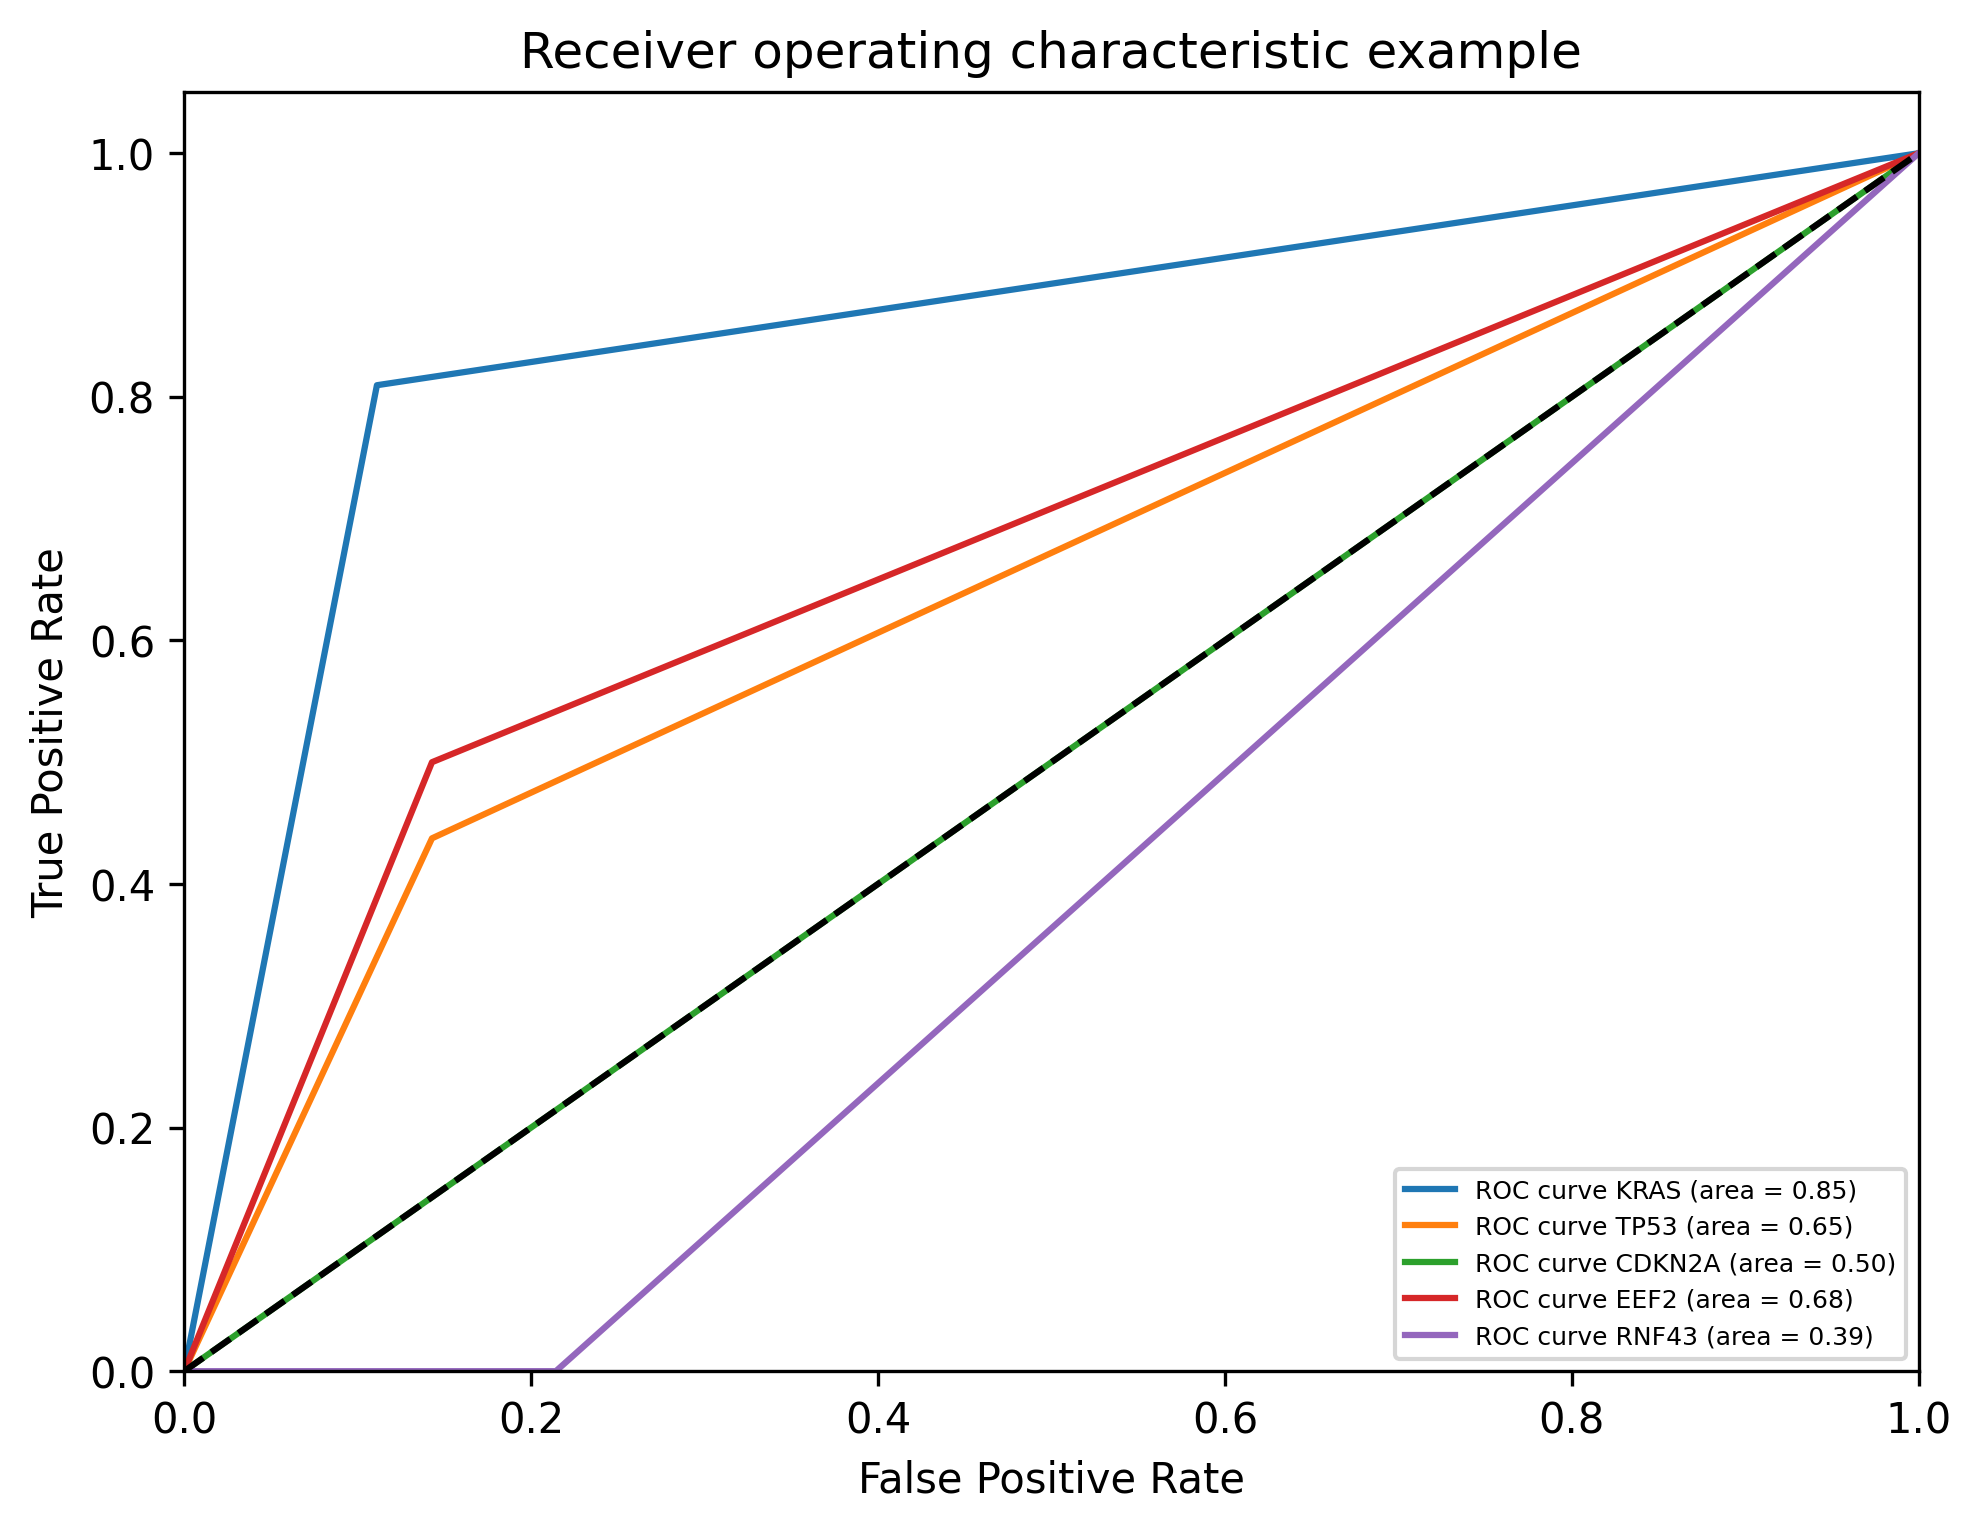 Receiver operating characteristic example
1.0
0.8
0.6
0.4
0.2
0.0
True Positive Rate
ROC curve KRAS (area = 0.85)
ROC curve TP53 (area = 0.65)
ROC curve CDKN2A (area = 0.50)
ROC curve EEF2 (area = 0.68)
ROC curve RNF43 (area = 0.39)
0.0 0.2 0.4 0.6 0.8 1.0
False Positive Rate